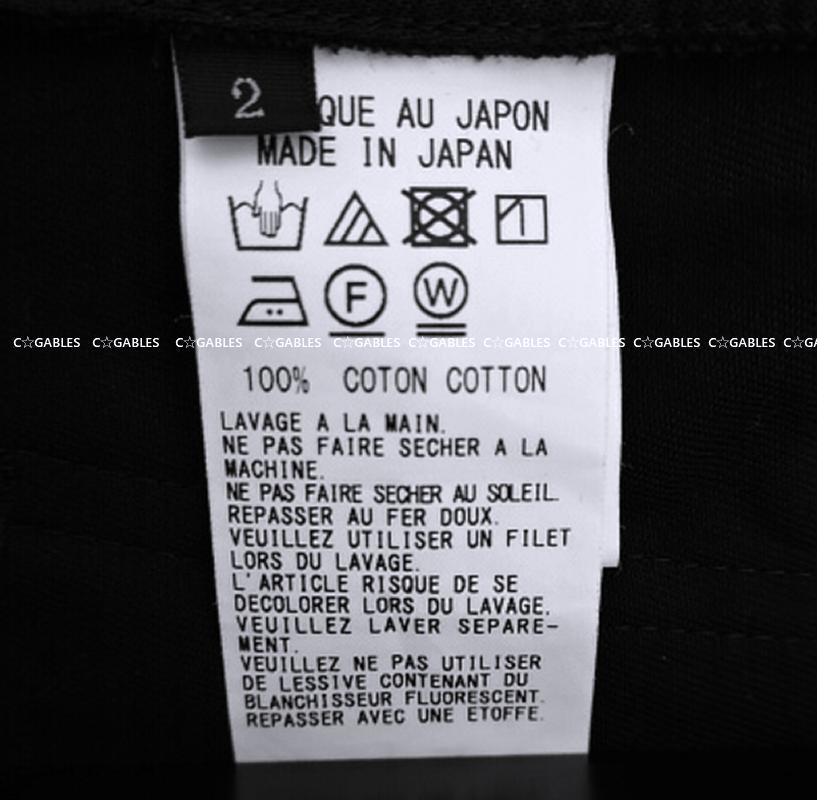 2
QUE AU JAPON
MADE IN JAPAN
F
W
C☆GABLES C☆GABLES C☆GABLES C☆GABLES C☆GABLES C☆GABLES C☆GABLES C☆GABLES C☆GABLES C☆GABLES C☆GA
100% COTON COTTON
LAVAGE A LA MAIN.
NE PAS FAIRE SECHER A LA
MACHINE.
NE PAS FAIRE SECHER AU SOLEIL.
REPASSER AU FER DOUX.
VEUILLEZ UTILISER UN FILET
LORS DU LAVAGE.
L'ARTICLE RISQUE DE SE
DECOLORER LORS DU LAVAGE.
VEUILLEZ LAVER SEPARE-
MENT.
VEUILLEZ NE PAS UTILISER
DE LESSIVE CONTENANT DU
BLANCHISSEUR FLUORESCENT.
REPASSER AVEC UNE ETOFFE.